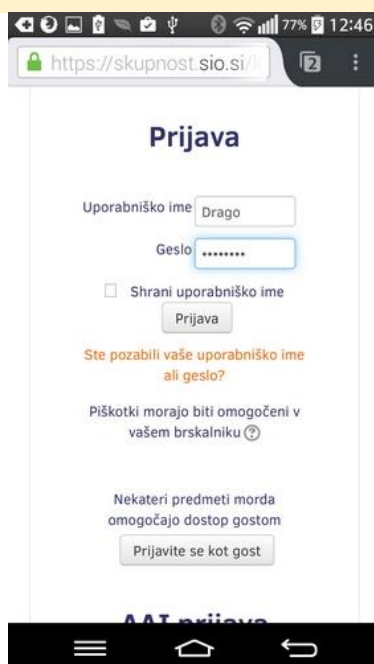 77% 12:46
https://skupnost.sio.si/
2
Prijava
Uporabniško ime Drago
Geslo ••••••••
Shrani uporabniško ime
Prijava
Ste pozabili vaše uporabniško ime
ali geslo?
Piškotki morajo biti omogočeni v
vašem brskalniku ?
Nekateri predmeti morda
omogočajo dostop gostom
Prijavite se kot gost
AAI prijava